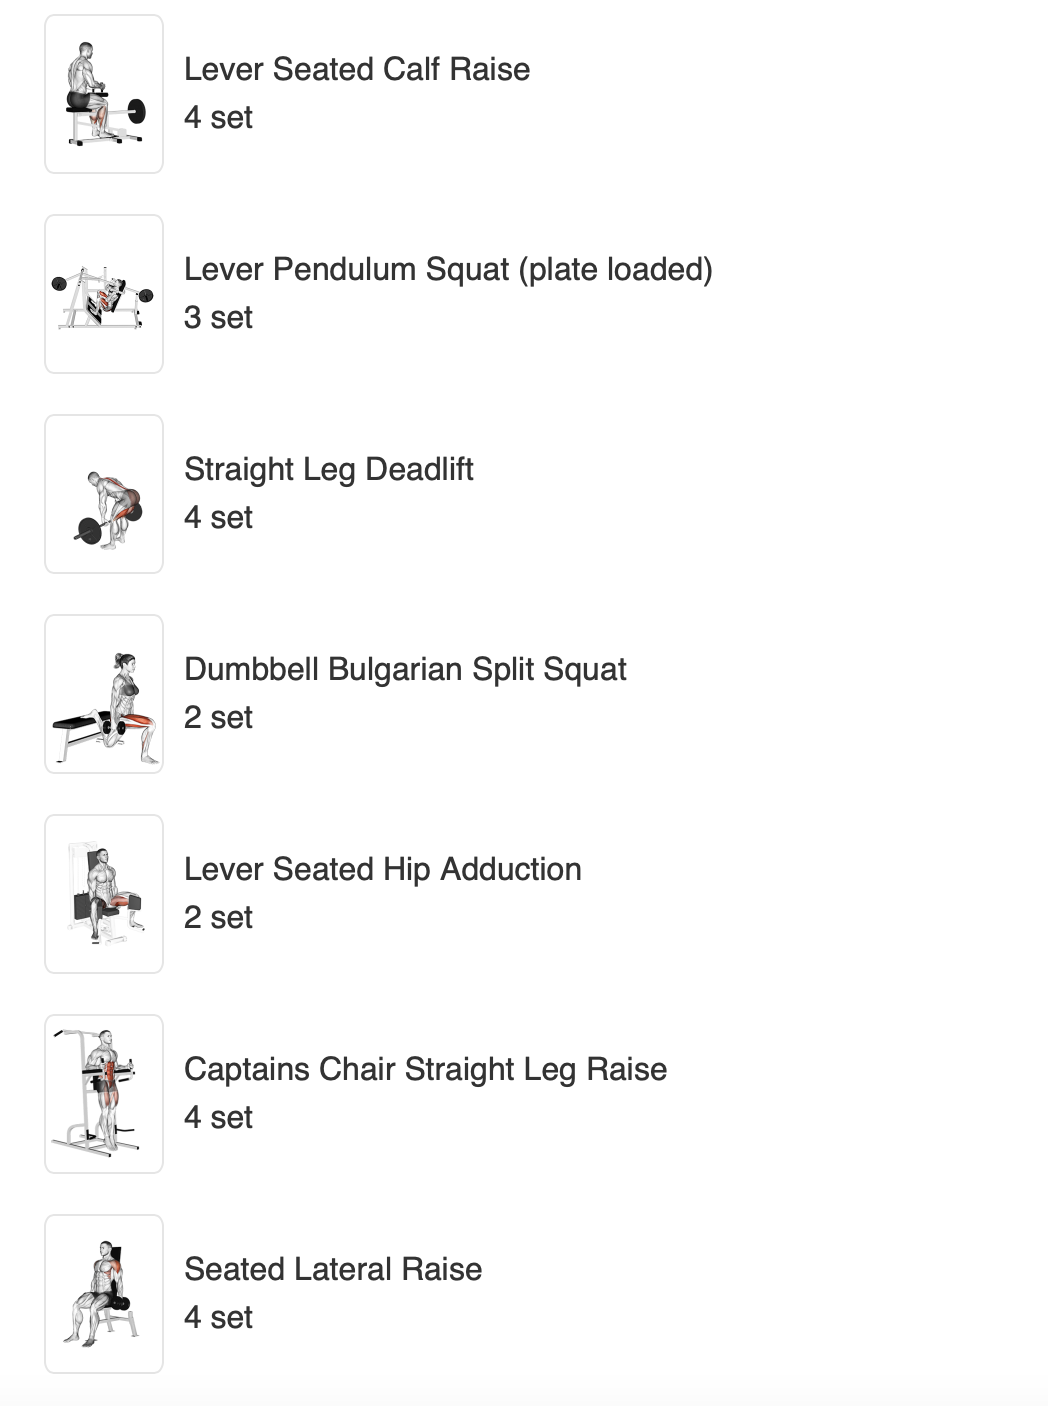 Lever Seated Calf Raise
4 set
Lever Pendulum Squat (plate loaded)
3 set
Straight Leg Deadlift
4 set
Dumbbell Bulgarian Split Squat
2 set
Lever Seated Hip Adduction
2 set
Captains Chair Straight Leg Raise
4 set
Seated Lateral Raise
4 set